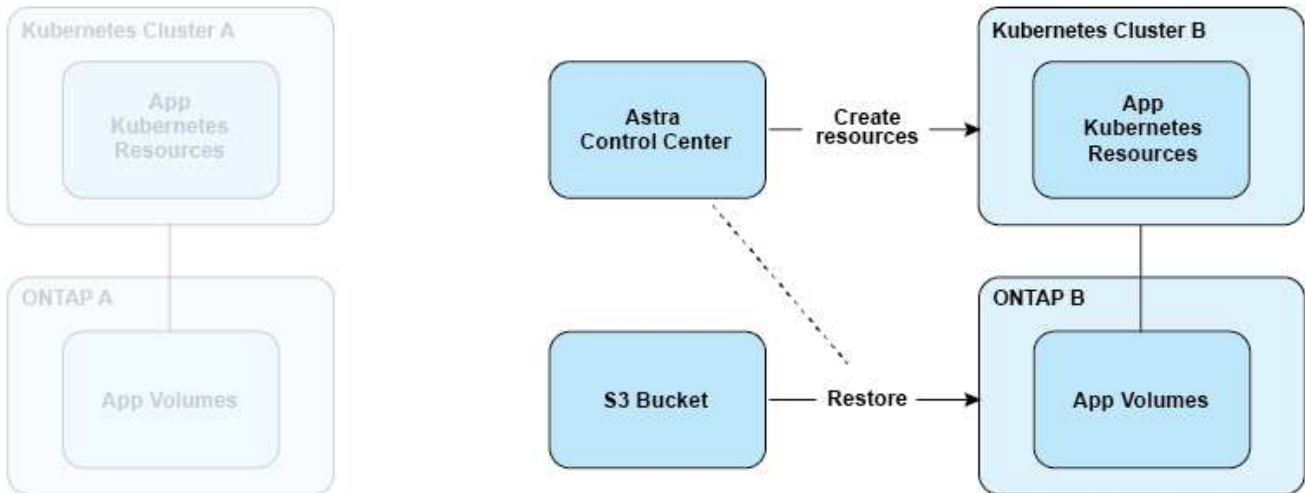 Kubernetes Cluster A
App
Kubernetes
Resources
ONTAP A
App Volumes
Astra
Control Center
Create
resources
S3 Bucket
Restore
Kubernetes Cluster B
App
Kubernetes
Resources
ONTAP B
App Volumes